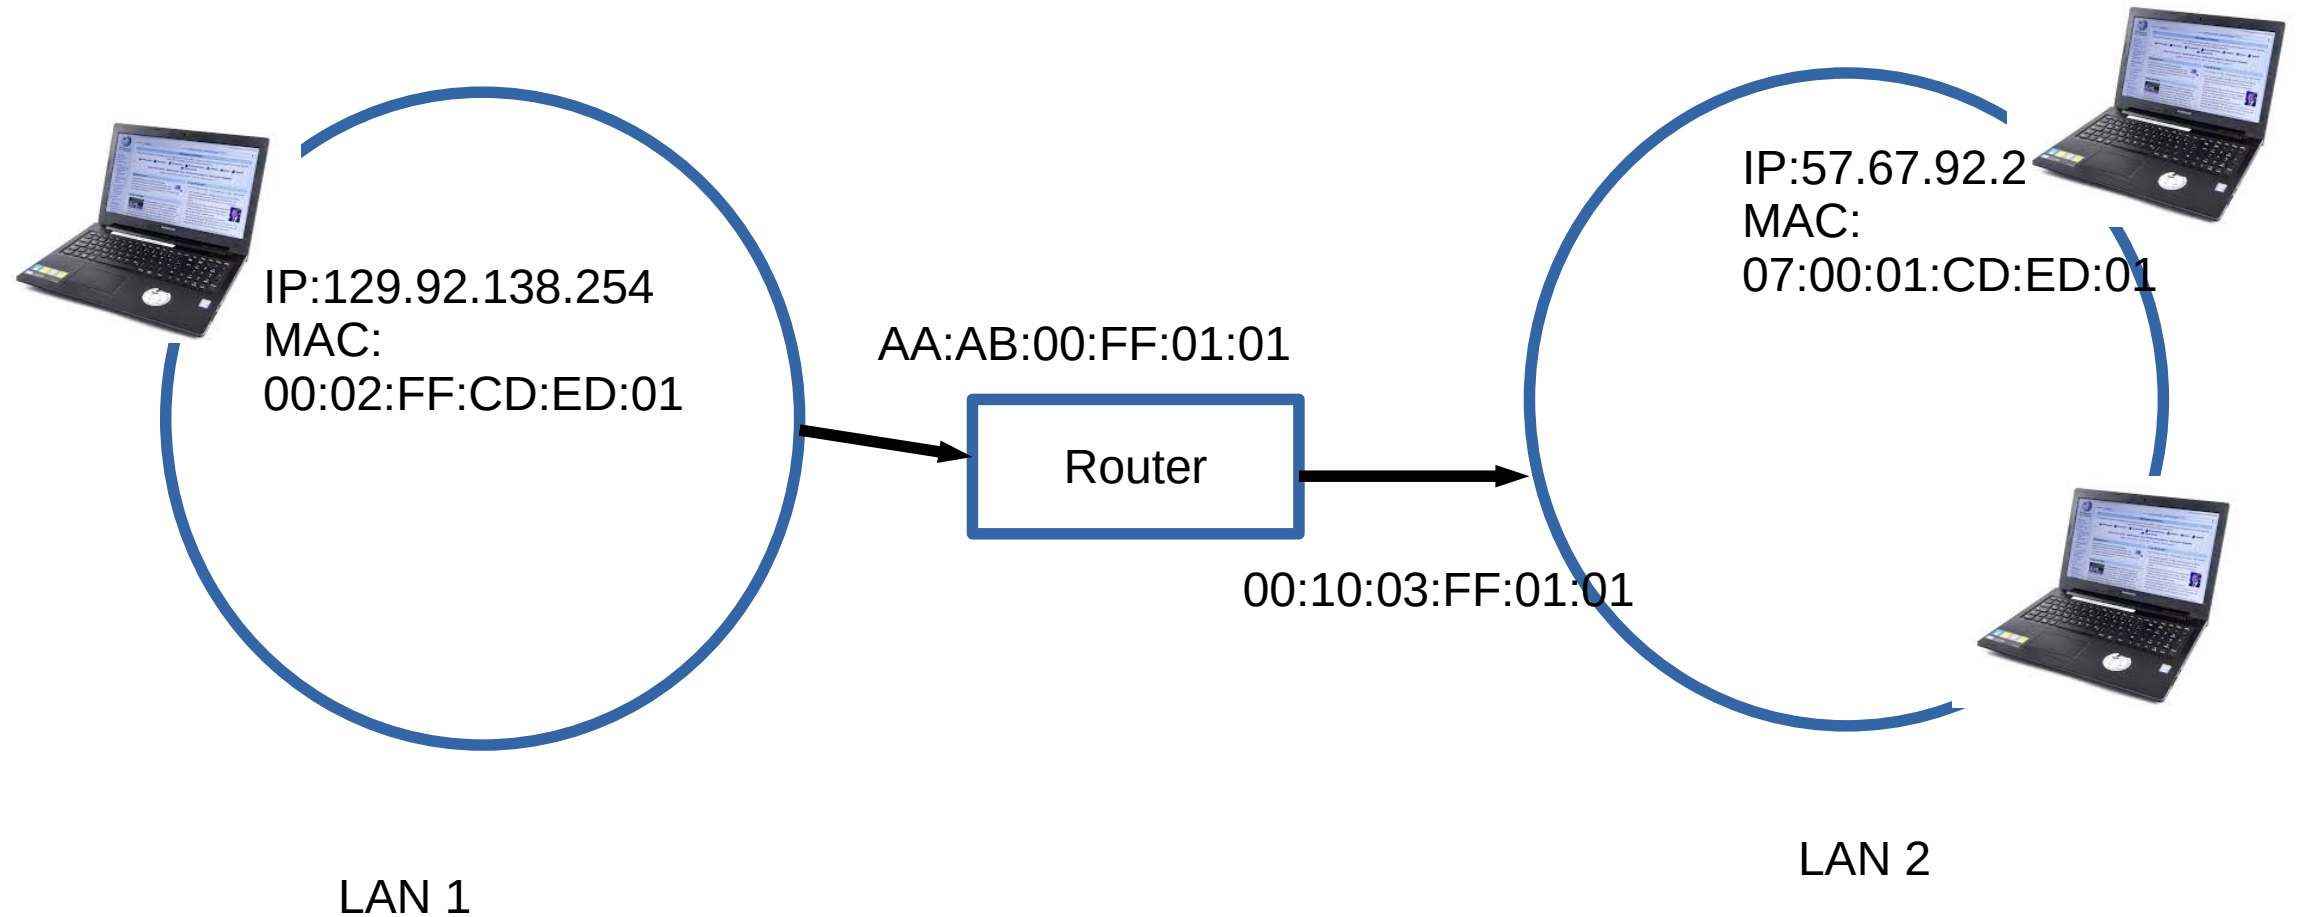 IP:129.92.138.254
MAC:
00:02:FF:CD:ED:01
AA:AB:00:FF:01:01
Router
00:10:03:FF:01:01
IP:57.67.92.2
MAC:
07:00:01:CD:ED:01
LAN 1
LAN 2